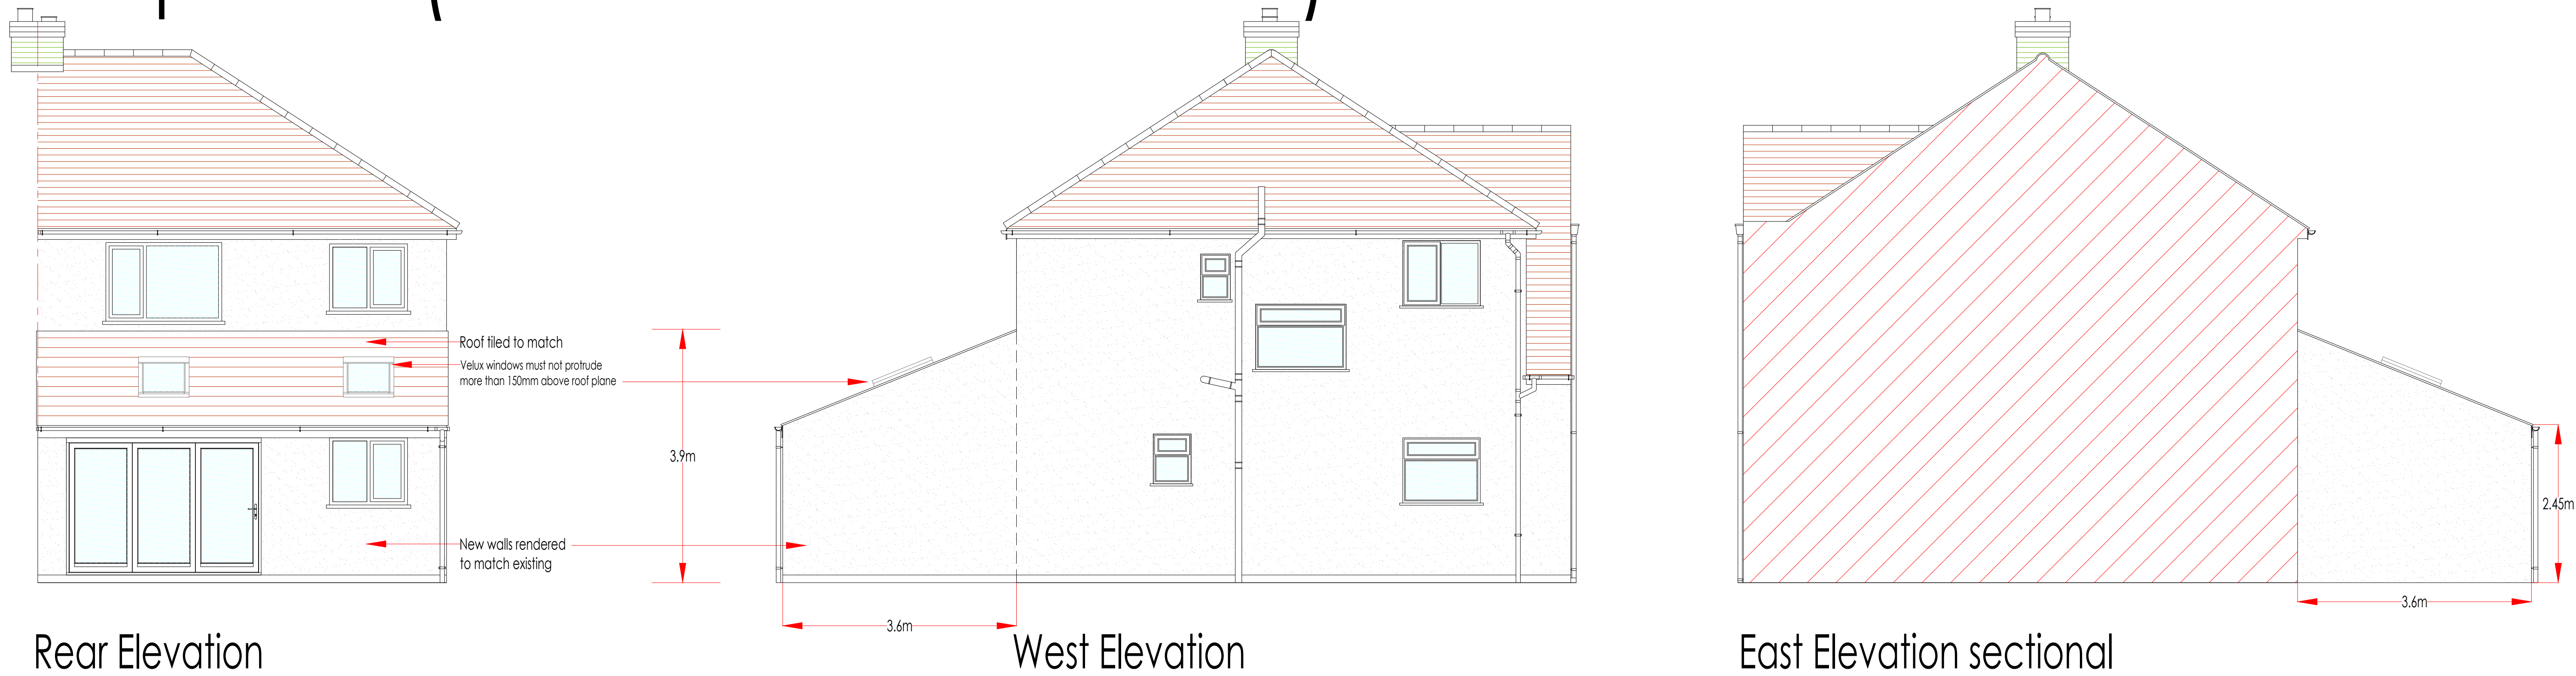 Roof tiled to match
Velux windows must not protrude
more than 150mm above roof plane
3.9m
2.45m
New walls rendered
to match existing
3.6m
3.6m
Rear Elevation
West Elevation
East Elevation sectional